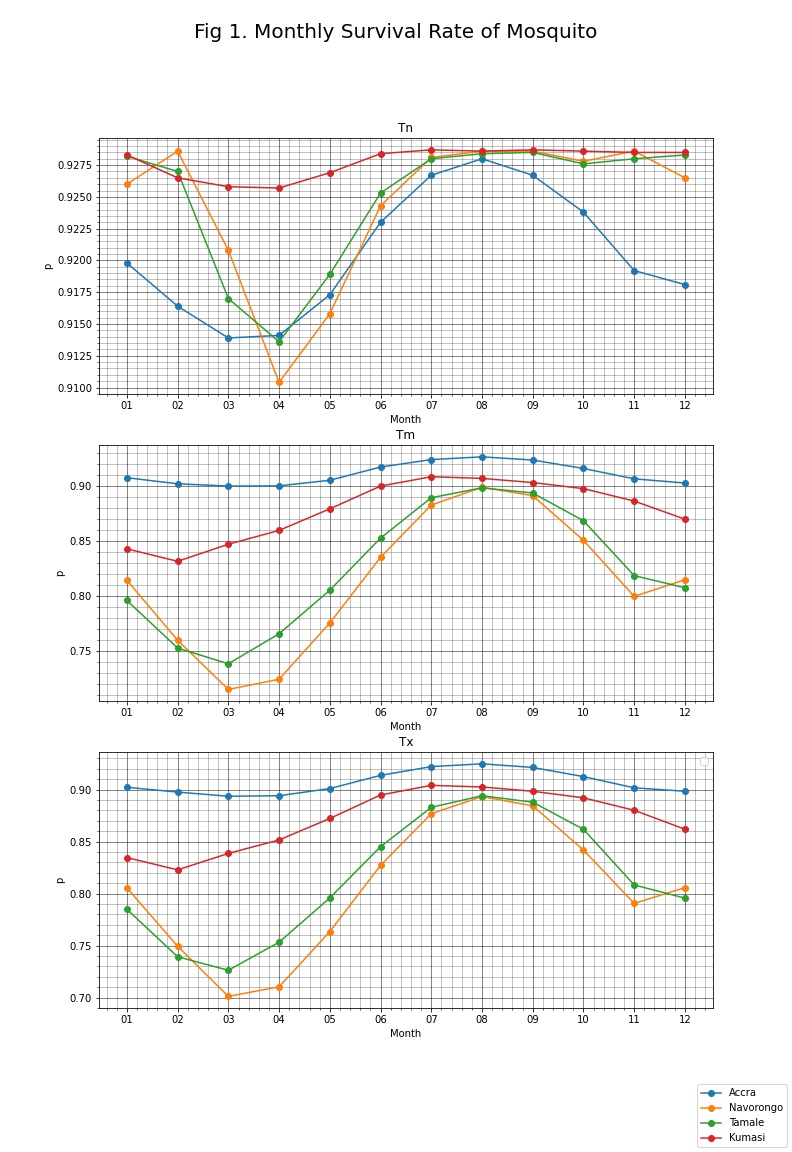 Fig 1. Monthly Survival Rate of Mosquito
Tn
0.9275
0.9250
0.9225
0.9200
0.9175
0.9150
0.9125
0.9100
p
01 02 03 04 05 06 07 08 09 10 11 12
Month
Tm
0.90
0.85
0.80
0.75
p
01 02 03 04 05 06 07 08 09 10 11 12
Month
Tx
0.90
0.85
0.80
0.75
0.70
p
01 02 03 04 05 06 07 08 09 10 11 12
Month
Accra
Navorongo
Tamale
Kumasi